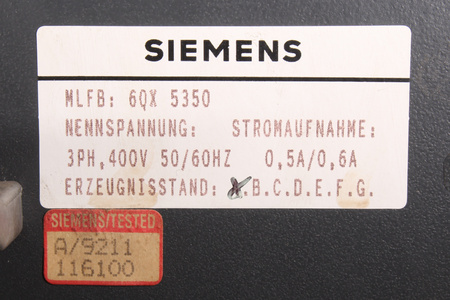 SIEMENS
MLFB: 6QX 5350
NENNSPANNUNG: STROMAUFNAHME:
3PH,400V 50/60HZ 0,5A/0,6A
ERZEUGNISSTAND: .B.C.D.E.F.G.
SIEMENS/TESTED
A/9211
116100